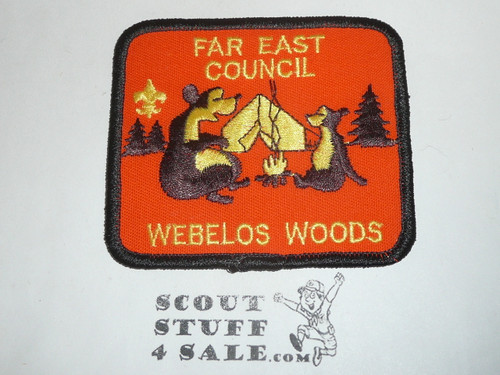 FAR EAST
COUNCIL
WEBELOS WOODS
SCOUT
STUFF
4 SALE.com